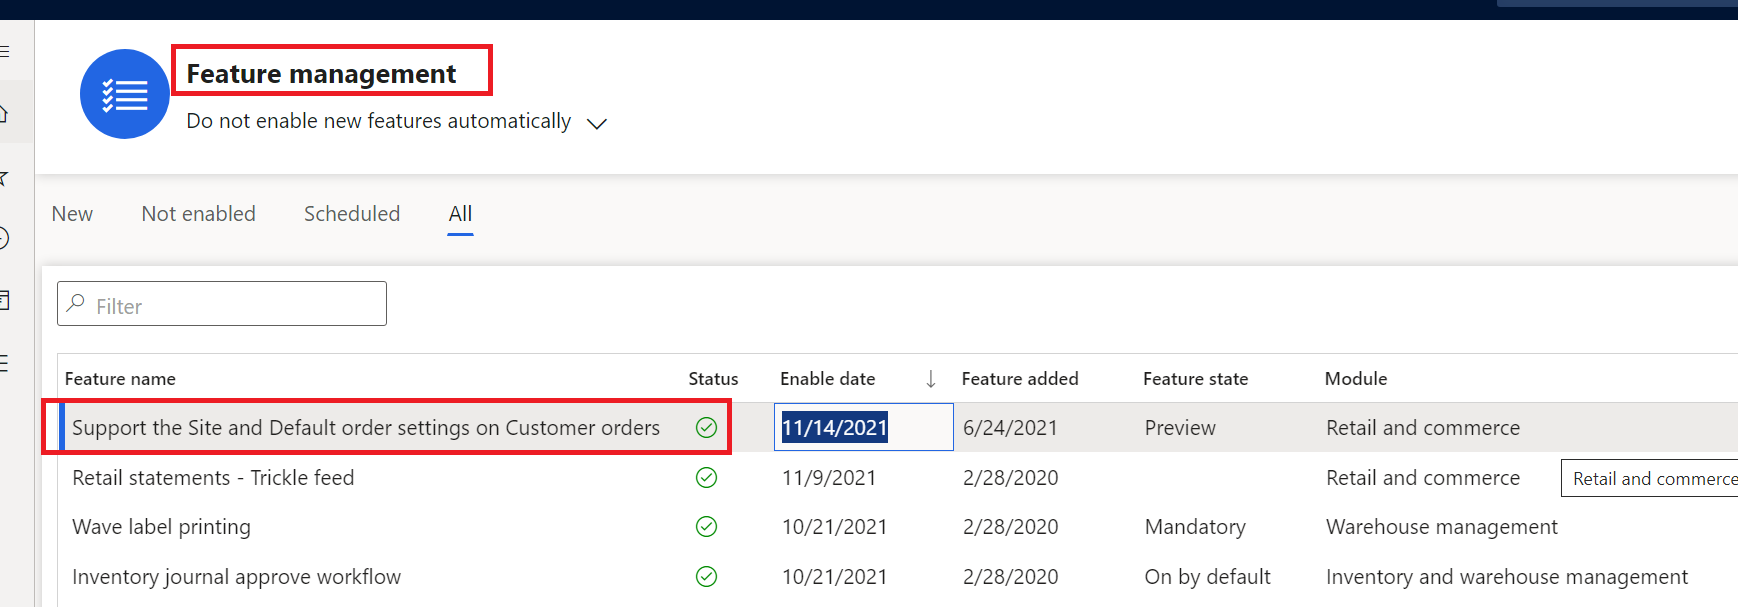 Feature management
Do not enable new features automatically
New Not enabled Scheduled All
Filter
Feature name Status Enable date Feature added Feature state Module
Support the Site and Default order settings on Customer orders 11/14/2021 6/24/2021 Preview Retail and commerce
Retail statements - Trickle feed 11/9/2021 2/28/2020 Retail and commerce Retail and commerce
Wave label printing 10/21/2021 2/28/2020 Mandatory Warehouse management
Inventory journal approve workflow 10/21/2021 2/28/2020 On by default Inventory and warehouse management